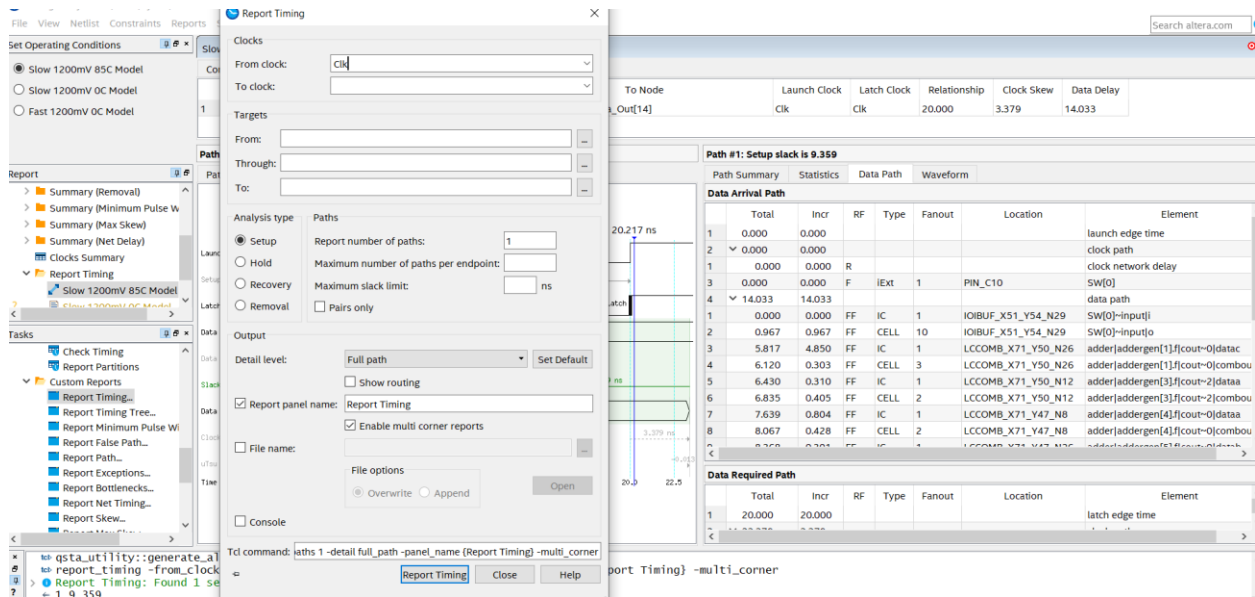 Report Timing
File View Netlist Constraints Reports
Search altera.com
Set Operating Conditions
Slow 1200mV 85C Model
Slow 1200mV 0C Model
Fast 1200mV 0C Model
Report
Summary (Removal)
Summary (Minimum Pulse W
Summary (Max Skew)
Summary (Net Delay)
Clocks Summary
Report Timing
Slow 1200mV 85C Model
Slow 1200mV 0C Model
Tasks
Check Timing
Report Partitions
Custom Reports
Report Timing...
Report Timing Tree...
Report Minimum Pulse Wi
Report False Path...
Report Path...
Report Exceptions...
Report Bottlenecks...
Report Net Timing...
Report Skew...
Clocks
From clock: Clk
To clock:
Targets
From:
Through:
To:
Analysis type
Setup
Hold
Recovery
Removal
Paths
Report number of paths: 1
Maximum number of paths per endpoint:
Maximum slack limit: ns
Pairs only
Output
Detail level: Full path Set Default
Show routing
Report panel name: Report Timing
Enable multi corner reports
File name:
File options
Overwrite Append
Open
Console
Tcl command: paths 1 -detail full_path -panel_name {Report Timing} -multi_corner
Report Timing Close Help
To Node Launch Clock Latch Clock Relationship Clock Skew Data Delay
1 a_Out[14] Clk Clk 20.000 3.379 14.033
20.217 ns
3.379 ns
20.0 22.5
Path #1: Setup slack is 9.359
Path Summary Statistics Data Path Waveform
Data Arrival Path
Total Incr RF Type Fanout Location Element
1 0.000 0.000 launch edge time
2 0.000 0.000 clock path
1 0.000 0.000 R clock network delay
3 0.000 0.000 F iExt 1 PIN_C10 SW[0]
4 14.033 14.033 data path
1 0.000 0.000 FF IC 1 IOIBUF_X51_Y54_N29 SW[0]~input|i
2 0.967 0.967 FF CELL 10 IOIBUF_X51_Y54_N29 SW[0]~input|o
3 5.817 4.850 FF IC 1 LCCOMB_X71_Y50_N26 adder|addergen[1].f|cout~0|datac
4 6.120 0.303 FF CELL 3 LCCOMB_X71_Y50_N26 adder|addergen[1].f|cout~0|combou
5 6.430 0.310 FF IC 1 LCCOMB_X71_Y50_N12 adder|addergen[3].f|cout~2|dataa
6 6.835 0.405 FF CELL 2 LCCOMB_X71_Y50_N12 adder|addergen[3].f|cout~2|combou
7 7.639 0.804 FF IC 1 LCCOMB_X71_Y47_N8 adder|addergen[4].f|cout~0|dataa
8 8.067 0.428 FF CELL 2 LCCOMB_X71_Y47_N8 adder|addergen[4].f|cout~0|combou
Data Required Path
Total Incr RF Type Fanout Location Element
1 20.000 20.000 latch edge time
qsta_utility::generate_al
report_timing -from_clock
port Timing} -multi_corner
Report Timing: Found 1 se
1 9.359